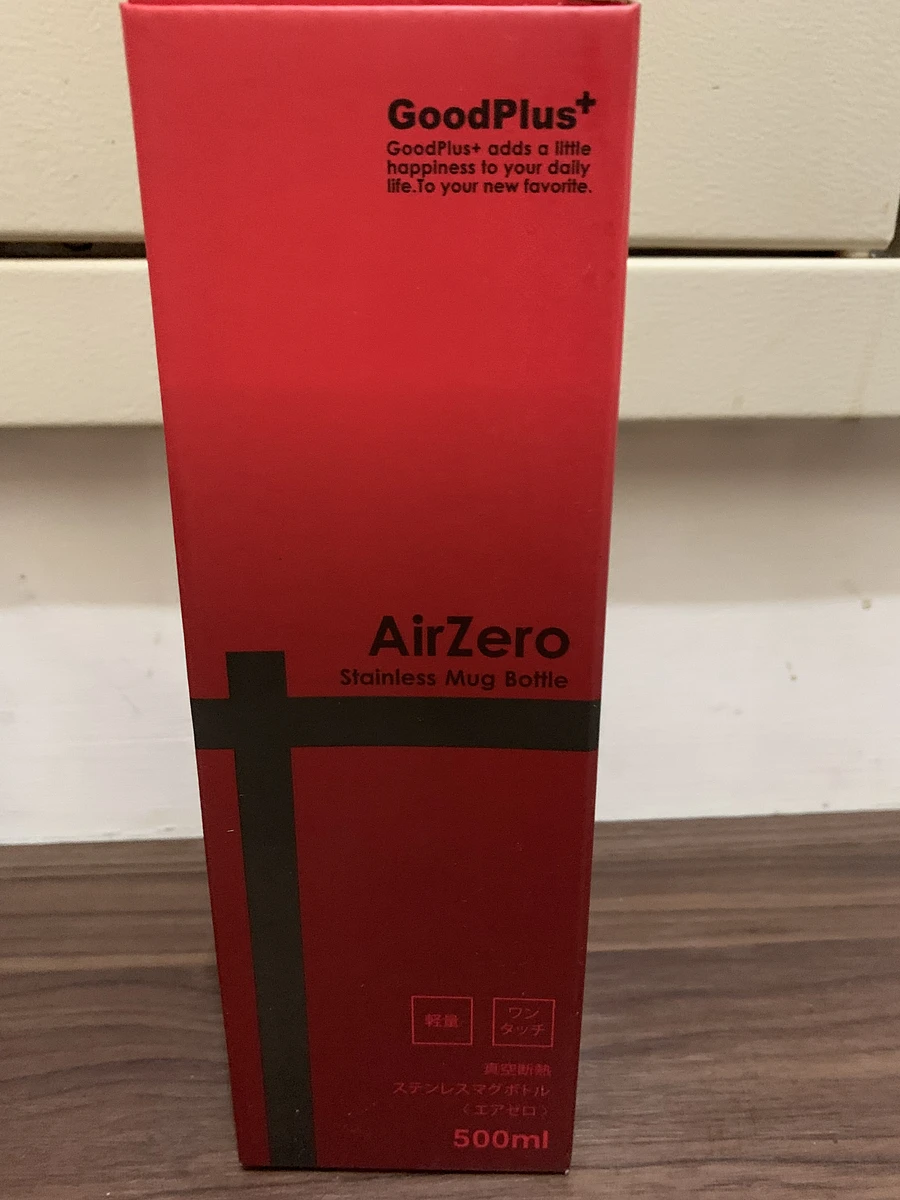 GoodPlus+
GoodPlus+ adds a little
happiness to your daily
life.To your new favorite.
AirZero
Stainless Mug Bottle
軽量
ワン
タッチ
真空断熱
ステンレスマグボトル
〈エアゼロ〉
500ml